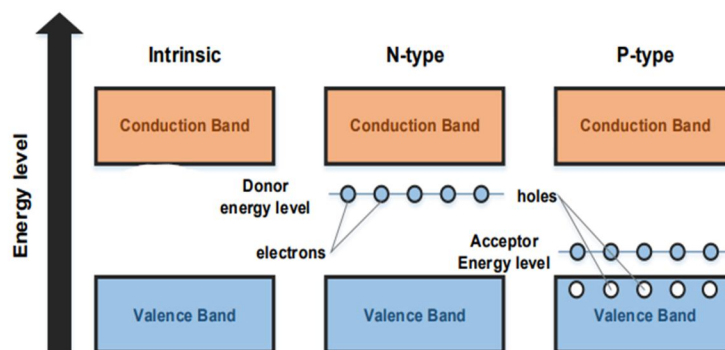 Intrinsic
N-type
P-type
Conduction Band
Conduction Band
Conduction Band
Energy level
Donor
energy level
holes
electrons
Acceptor
Energy level
Valence Band
Valence Band
Valence Band